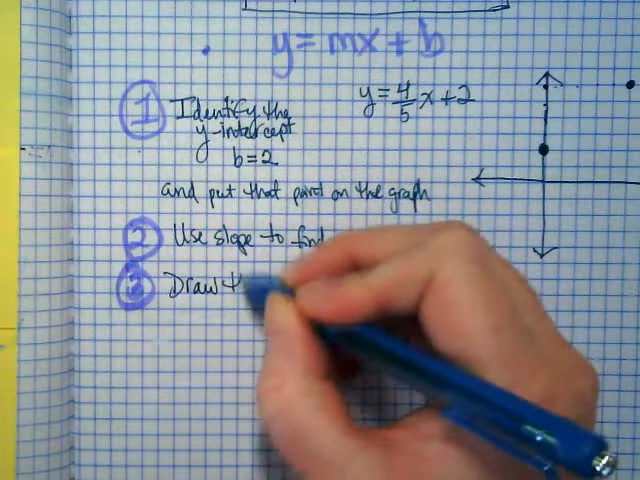 y = mx + b
1 Identify the
y = 4/5 x + 2
y-intercept
b = 2
and put that point on the graph
2 Use slope to find
3 Draw